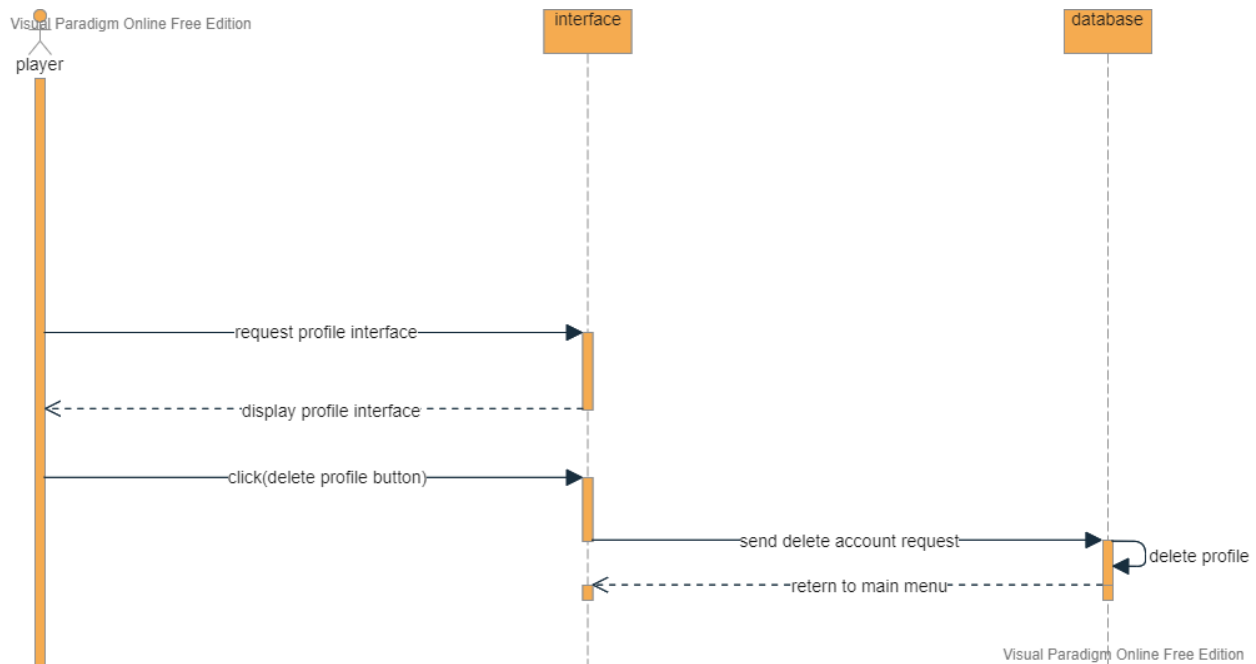 Visual Paradigm Online Free Edition
player
interface
database
request profile interface
display profile interface
click(delete profile button)
send delete account request
delete profile
retern to main menu
Visual Paradigm Online Free Edition